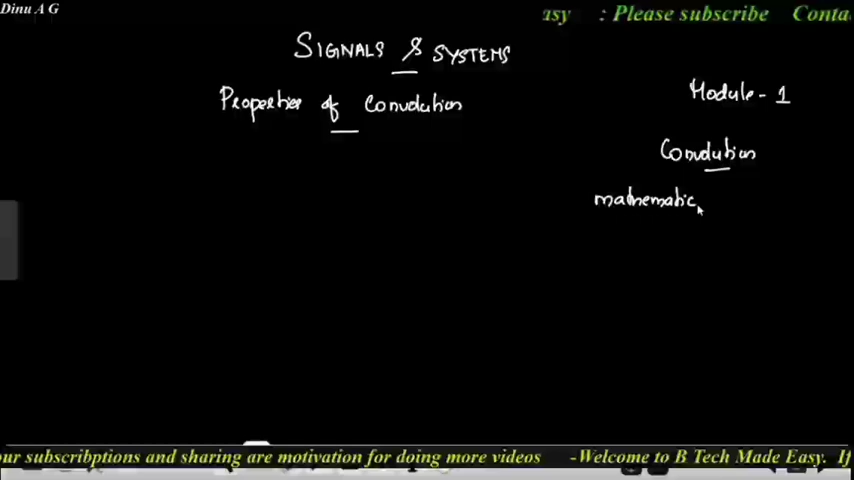 Dinu A G
asy : Please subscribe Conta
SIGNALS & SYSTEMS
Properties of Convolution
Module - 1
Convolution
mathematic
our subscribptions and sharing are motivation for doing more videos -Welcome to B Tech Made Easy. If